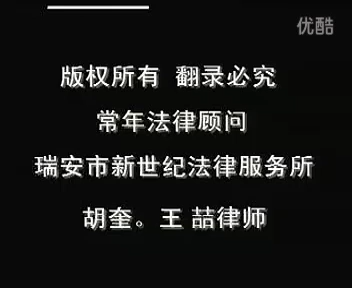 优酷
版权所有 翻录必究
常年法律顾问
瑞安市新世纪法律服务所
胡奎。王喆律师